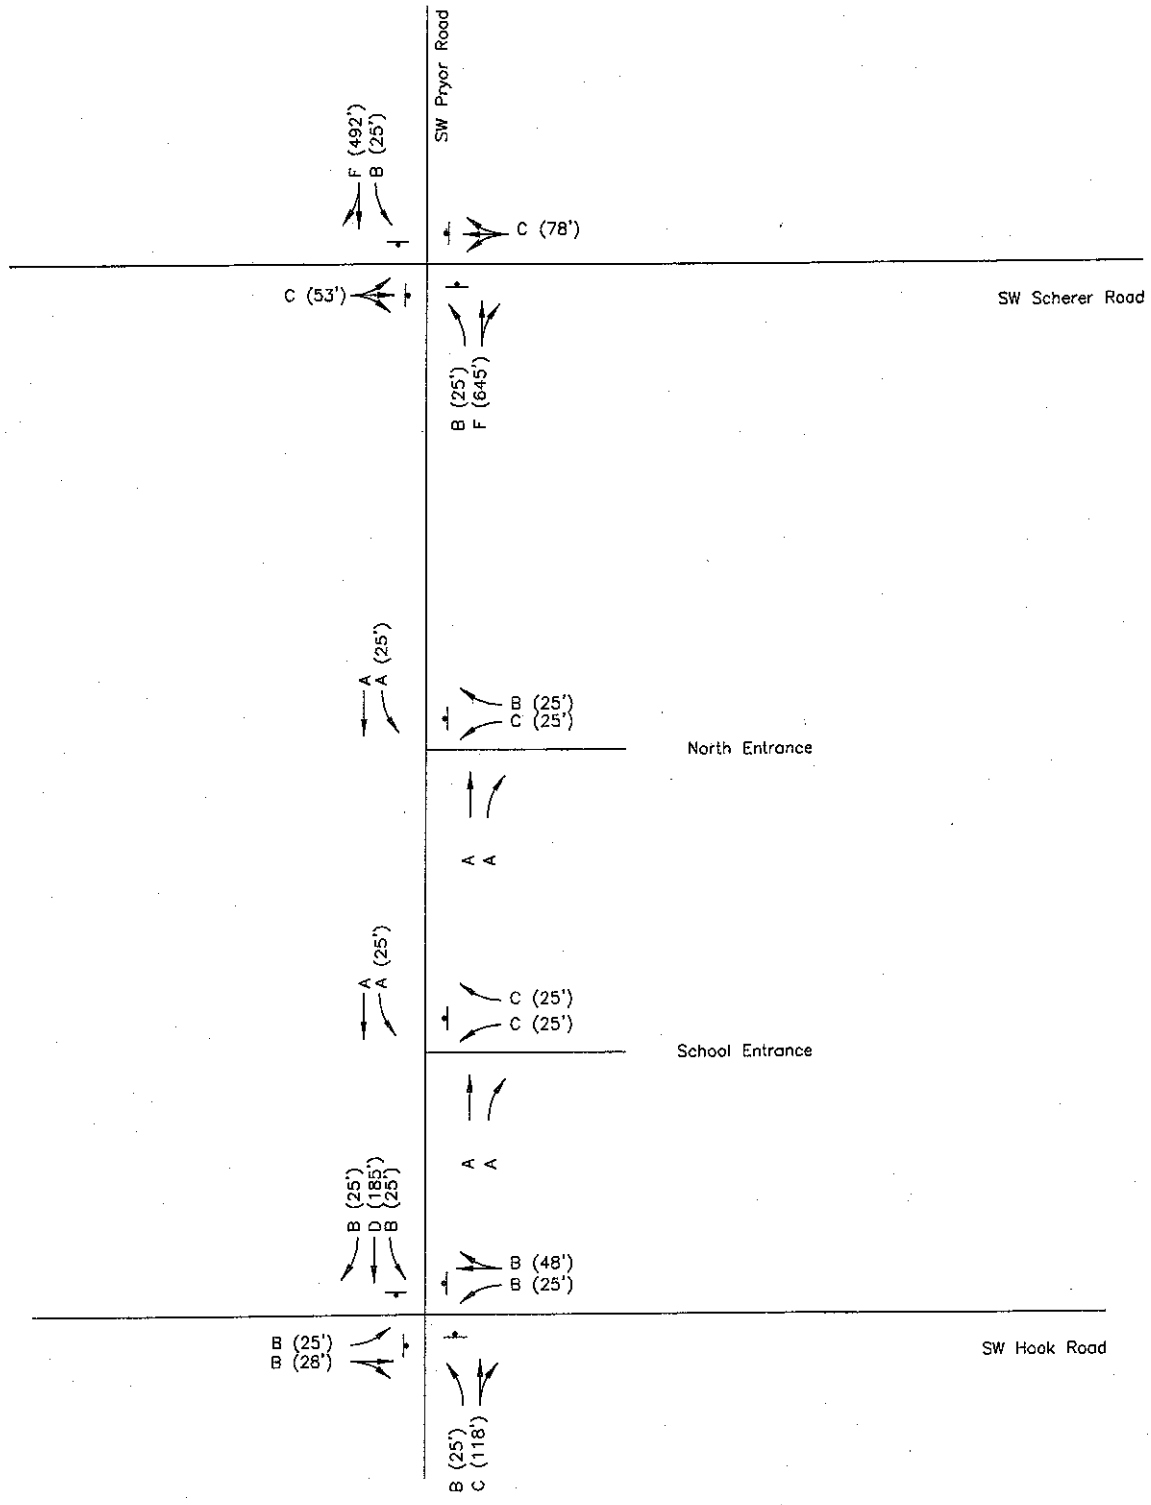 SW Pryor Road
F (492')
B (25')
C (78')
C (53')
SW Scherer Road
B (25')
F (645')
A
A (25')
B (25')
C (25')
North Entrance
A
A
A
A (25')
C (25')
C (25')
School Entrance
A
A
B (25')
D (185')
B (25')
B (48')
B (25')
B (25')
B (28')
SW Hook Road
B (25')
C (118')